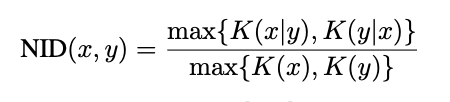 NID(x, y) = max{K(x|y), K(y|x)} / max{K(x), K(y)}